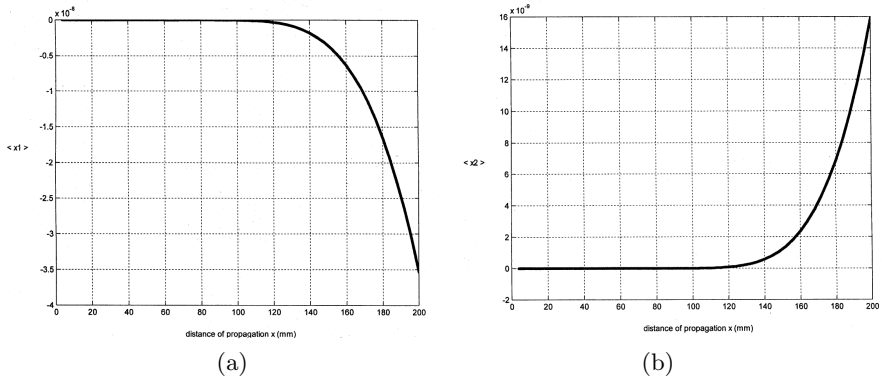 x 10⁻⁸
0
-0.5
-1
-1.5
-2
-2.5
-3
-3.5
-4
< x1 >
0 20 40 60 80 100 120 140 160 180 200
distance of propagation x (mm)
(a)
x 10⁻⁹
16
14
12
10
8
6
4
2
0
-2
< x2 >
0 20 40 60 80 100 120 140 160 180 200
distance of propagation x (mm)
(b)